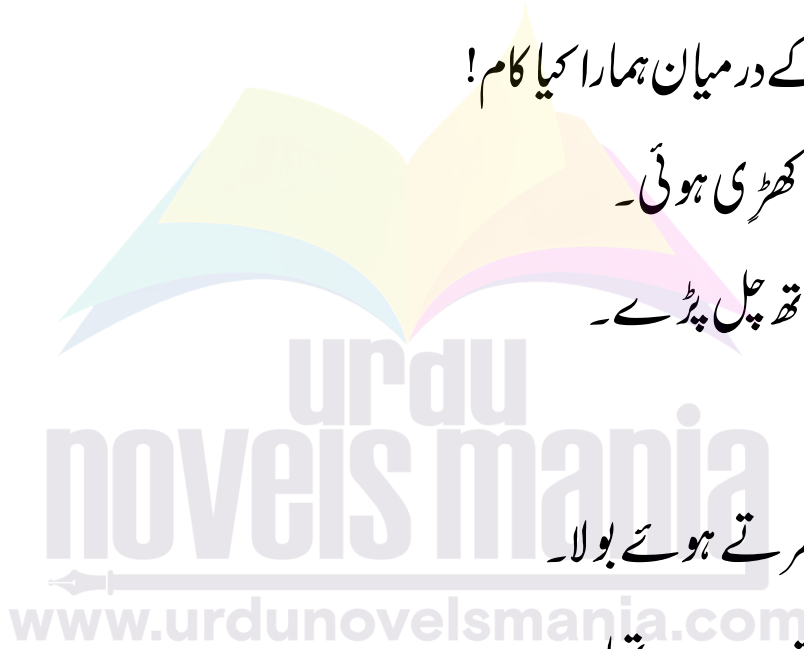 کے درمیان ہمارا کیا کام!
کھڑی ہوئی۔
تھ چل پڑے۔
urdu
novels mania
رتے ہوئے بولا۔
www.urdunovelsmania.com